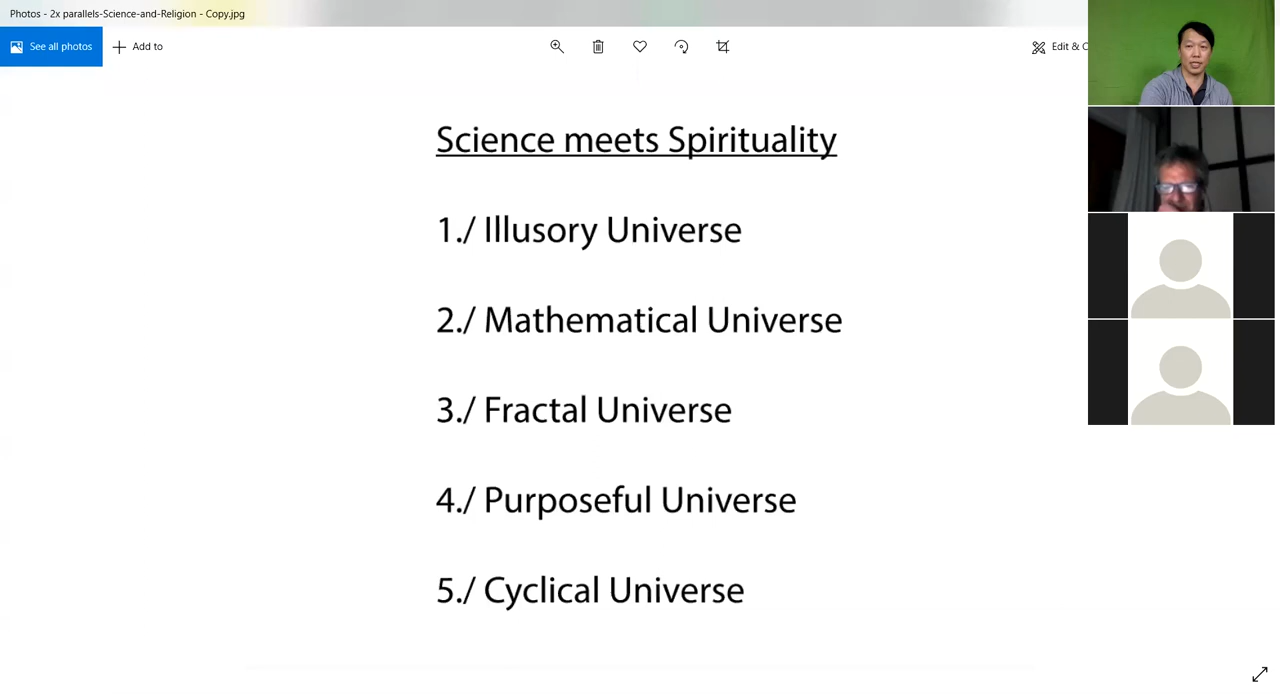 Photos - 2x parallels-Science-and-Religion - Copy.jpg
See all photos
Add to
Edit & C
Science meets Spirituality
1./ Illusory Universe
2./ Mathematical Universe
3./ Fractal Universe
4./ Purposeful Universe
5./ Cyclical Universe